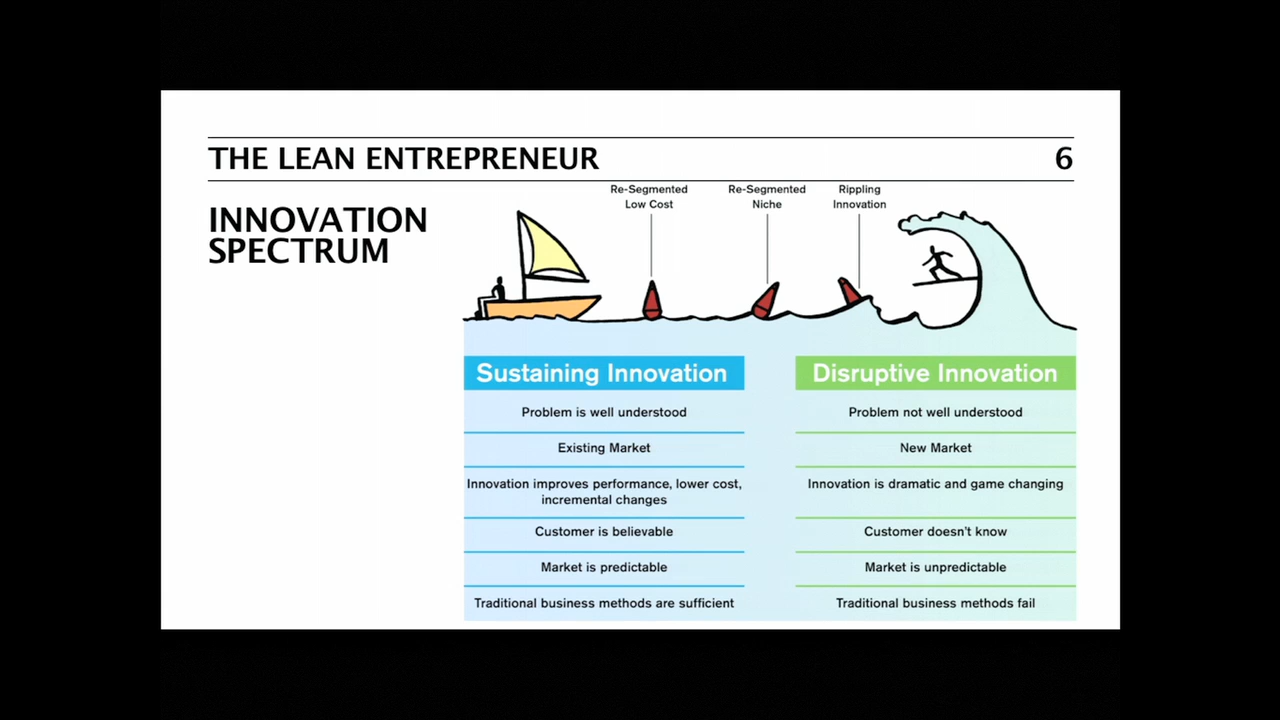 THE LEAN ENTREPRENEUR
6
INNOVATION
SPECTRUM
Re-Segmented
Low Cost
Re-Segmented
Niche
Rippling
Innovation
Sustaining Innovation
Problem is well understood
Existing Market
Innovation improves performance, lower cost,
incremental changes
Customer is believable
Market is predictable
Traditional business methods are sufficient
Disruptive Innovation
Problem not well understood
New Market
Innovation is dramatic and game changing
Customer doesn't know
Market is unpredictable
Traditional business methods fail